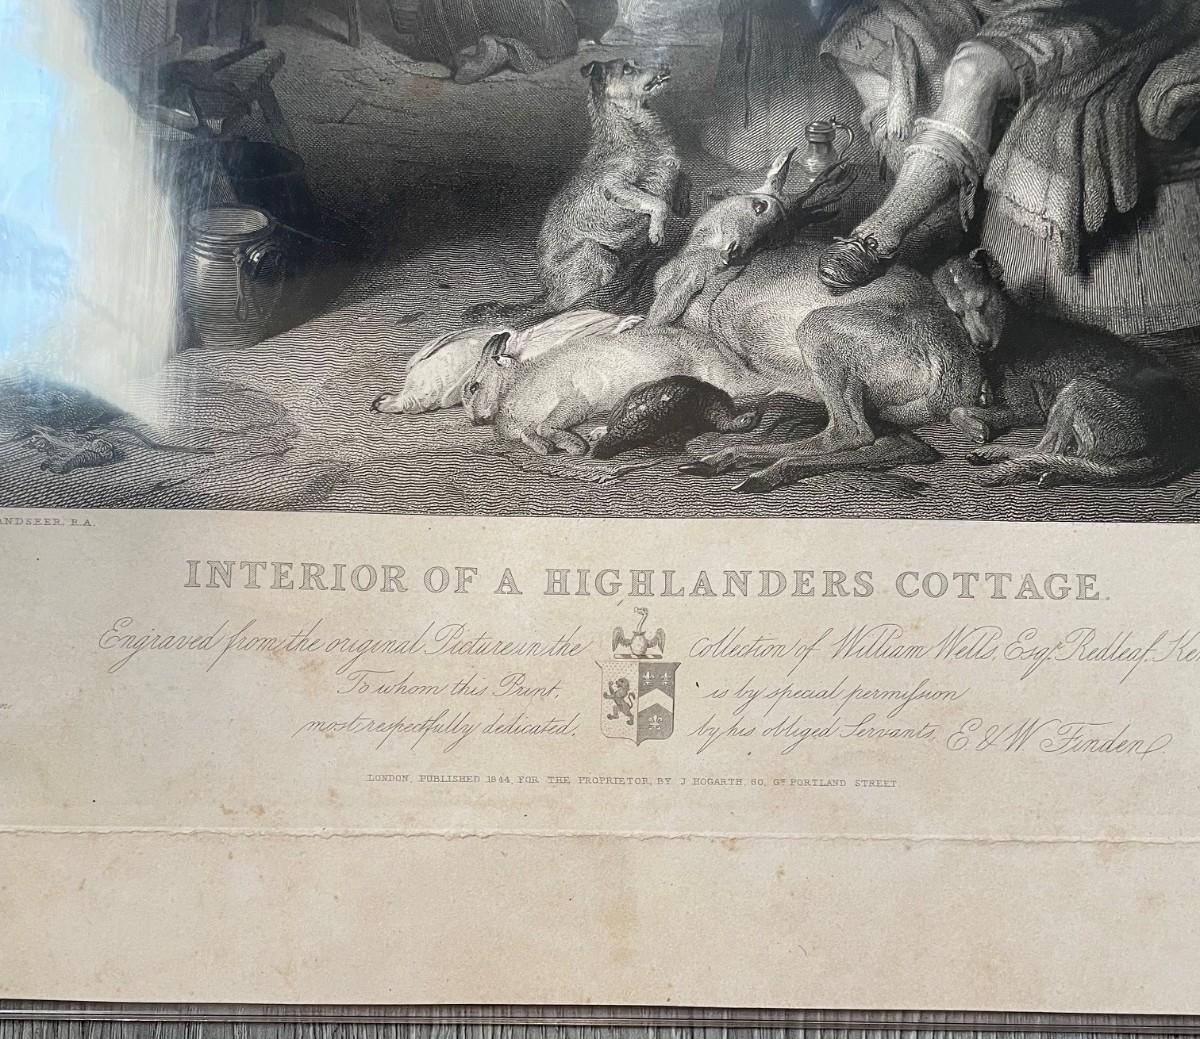 ANDSEER, R.A.
INTERIOR OF A HIGHLANDERS COTTAGE.
Engraved from the original Picture in the Collection of William Wells, Esqr. Redleaf, Ke
To whom this Print, is by special permission
most respectfully dedicated, by his obliged Servants, E & W Finden
LONDON, PUBLISHED 1844, FOR THE PROPRIETOR, BY J HOGARTH, 60, GT PORTLAND STREET